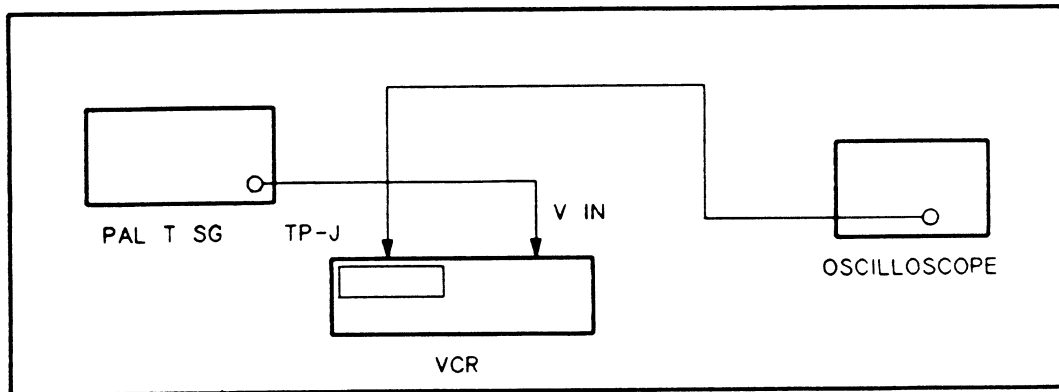 PAL T SG
TP-J
V IN
OSCILLOSCOPE
VCR